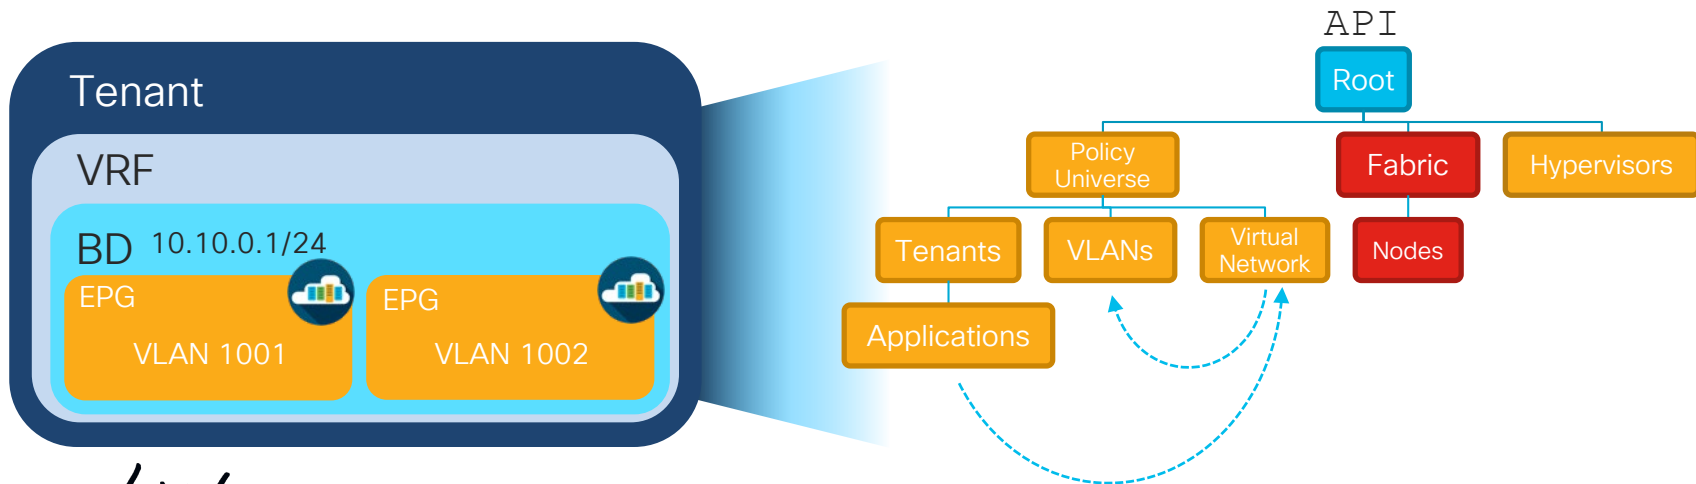 Tenant
VRF
BD 10.10.0.1/24
EPG
VLAN 1001
EPG
VLAN 1002
API
Root
Policy
Universe
Fabric
Hypervisors
Tenants
VLANs
Virtual
Network
Nodes
Applications